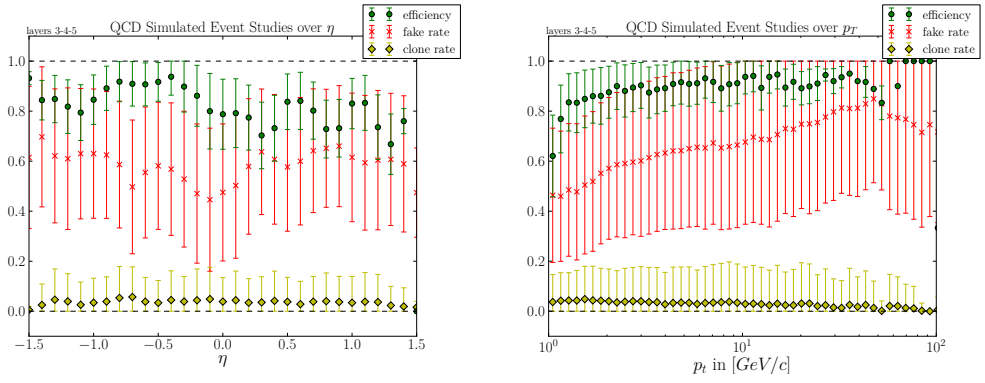 layers 3-4-5
QCD Simulated Event Studies over η
efficiency
fake rate
clone rate
1.0
0.8
0.6
0.4
0.2
0.0
−1.5
−1.0
−0.5
0.0
0.5
1.0
1.5
η
layers 3-4-5
QCD Simulated Event Studies over p_T
efficiency
fake rate
clone rate
1.0
0.8
0.6
0.4
0.2
0.0
10^0
10^1
10^2
p_t in [GeV/c]